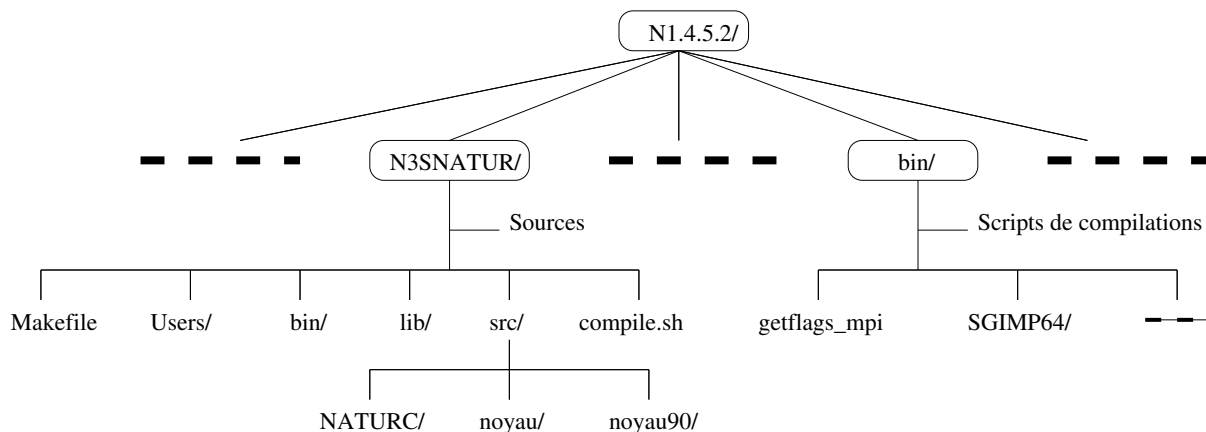 N1.4.5.2/
N3SNATUR/ bin/
Sources Scripts de compilations
Makefile Users/ bin/ lib/ src/ compile.sh getflags_mpi SGIMP64/
NATURC/ noyau/ noyau90/